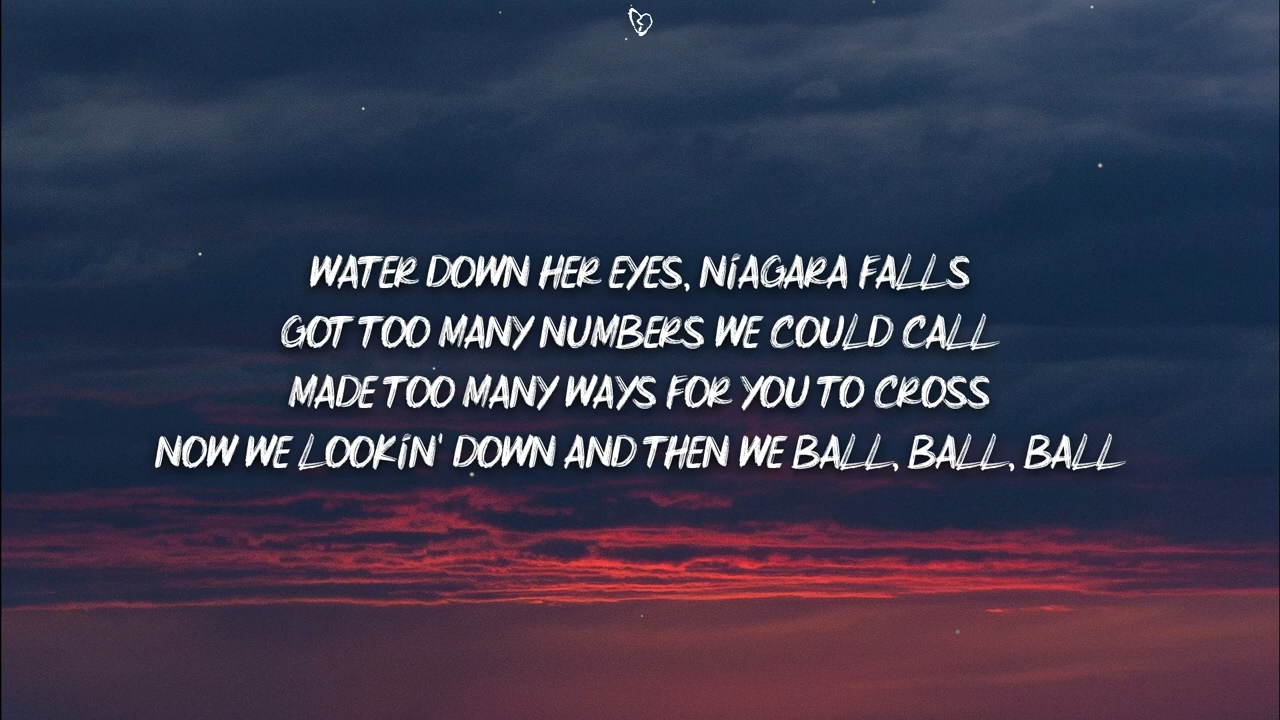 WATER DOWN HER EYES, NIAGARA FALLS
GOT TOO MANY NUMBERS WE COULD CALL
MADE TOO MANY WAYS FOR YOU TO CROSS
NOW WE LOOKIN' DOWN AND THEN WE BALL, BALL, BALL